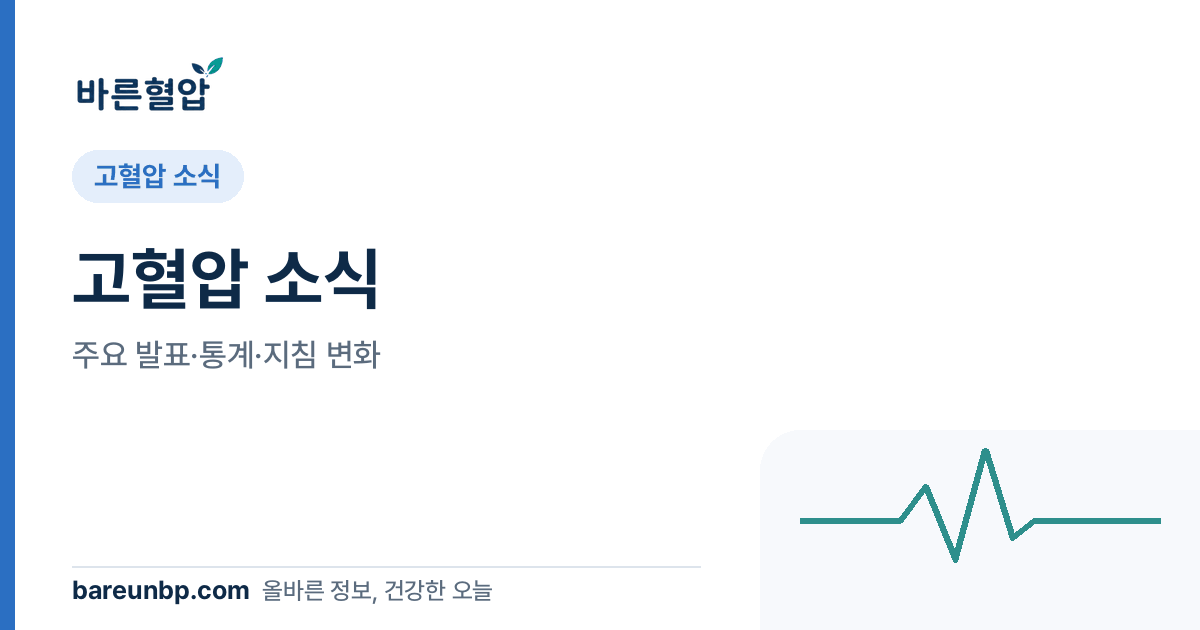 바른혈압
고혈압 소식
고혈압 소식
주요 발표·통계·지침 변화
bareunbp.com 올바른 정보, 건강한 오늘